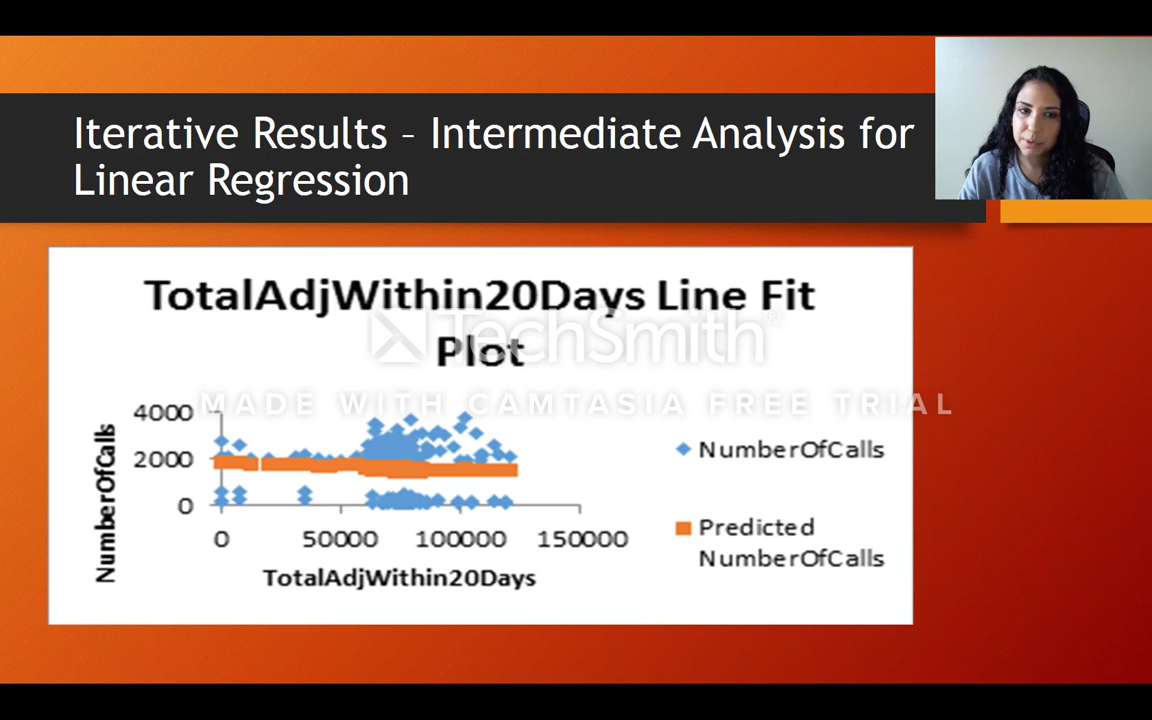 Iterative Results – Intermediate Analysis for
Linear Regression
TotalAdjWithin20Days Line Fit
Plot
TechSmith®
MADE WITH CAMTASIA FREE TRIAL
NumberOfCalls
4000
2000
0
0 50000 100000 150000
TotalAdjWithin20Days
NumberOfCalls
Predicted
NumberOfCalls